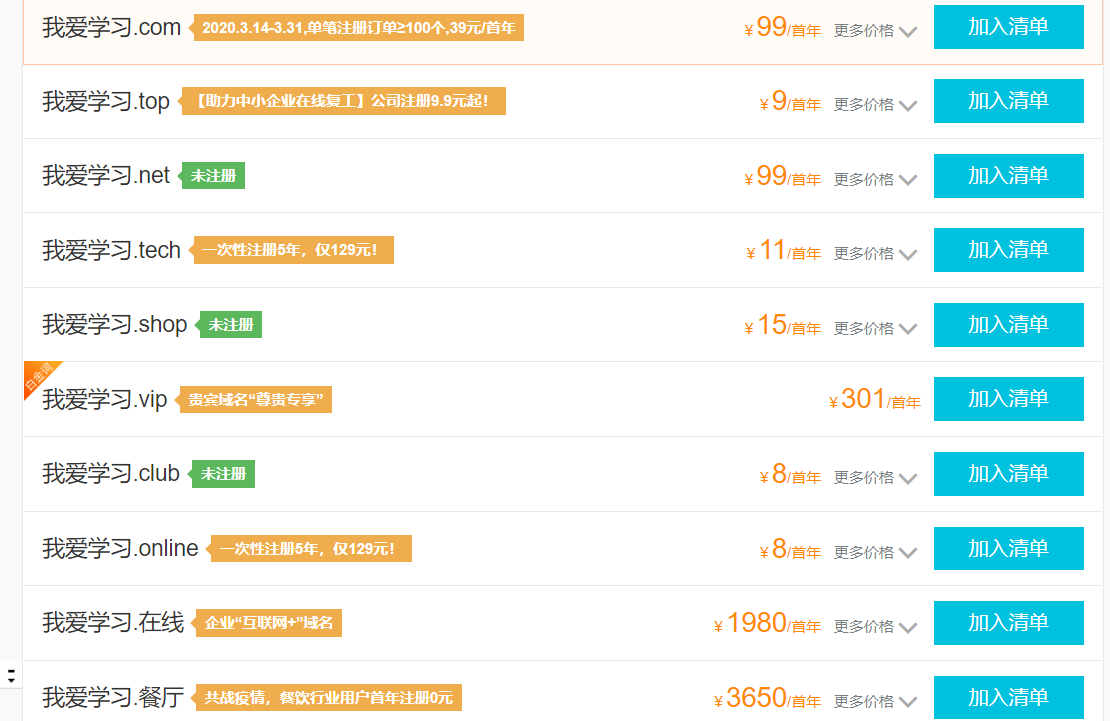 我爱学习.com 2020.3.14-3.31,单笔注册订单≥100个,39元/首年 ¥99/首年 更多价格 加入清单
我爱学习.top 【助力中小企业在线复工】公司注册9.9元起! ¥9/首年 更多价格 加入清单
我爱学习.net 未注册 ¥99/首年 更多价格 加入清单
我爱学习.tech 一次性注册5年，仅129元! ¥11/首年 更多价格 加入清单
我爱学习.shop 未注册 ¥15/首年 更多价格 加入清单
白金词
我爱学习.vip 贵宾域名“尊贵专享” ¥301/首年 加入清单
我爱学习.club 未注册 ¥8/首年 更多价格 加入清单
我爱学习.online 一次性注册5年，仅129元! ¥8/首年 更多价格 加入清单
我爱学习.在线 企业“互联网+”域名 ¥1980/首年 更多价格 加入清单
我爱学习.餐厅 共战疫情，餐饮行业用户首年注册0元 ¥3650/首年 更多价格 加入清单